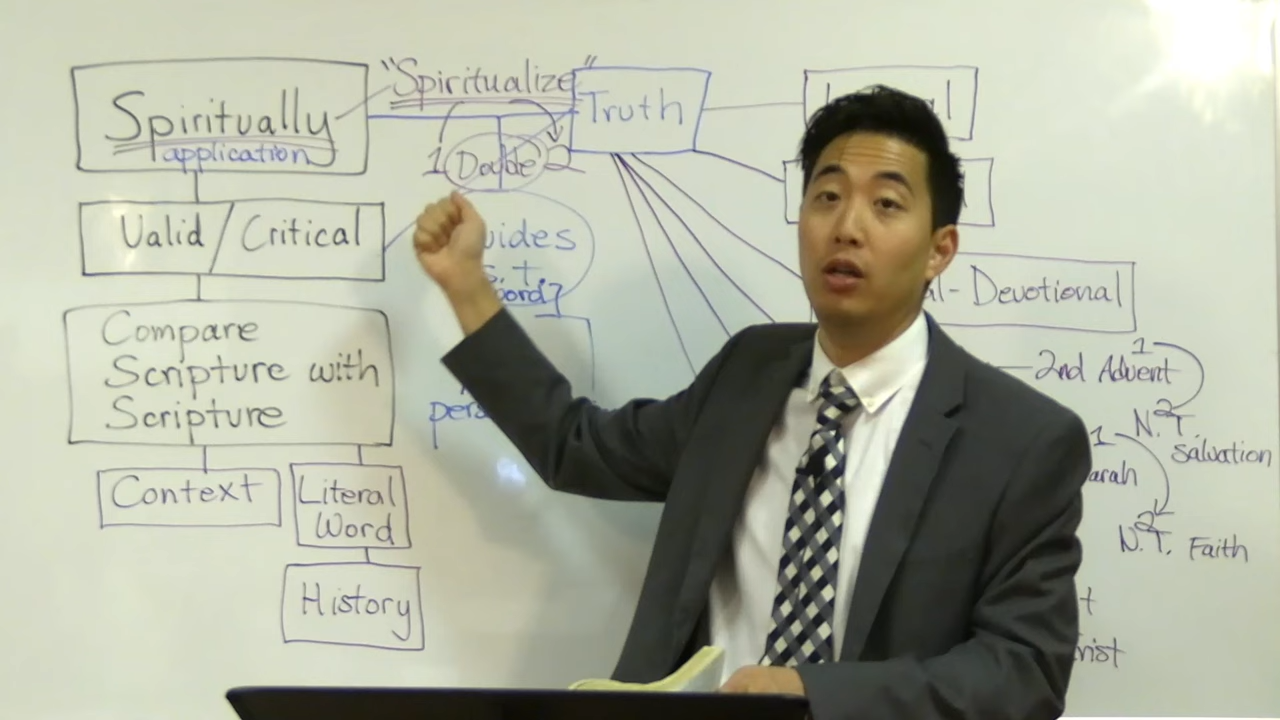 Spiritually
application
"Spiritualize"
1 Double 2
Truth
Valid / Critical
Compare
Scripture with
Scripture
Context
Literal
Word
History
- Devotional
2nd Advent
1
2
N.T.
Salvation
1
2
N.T. Faith